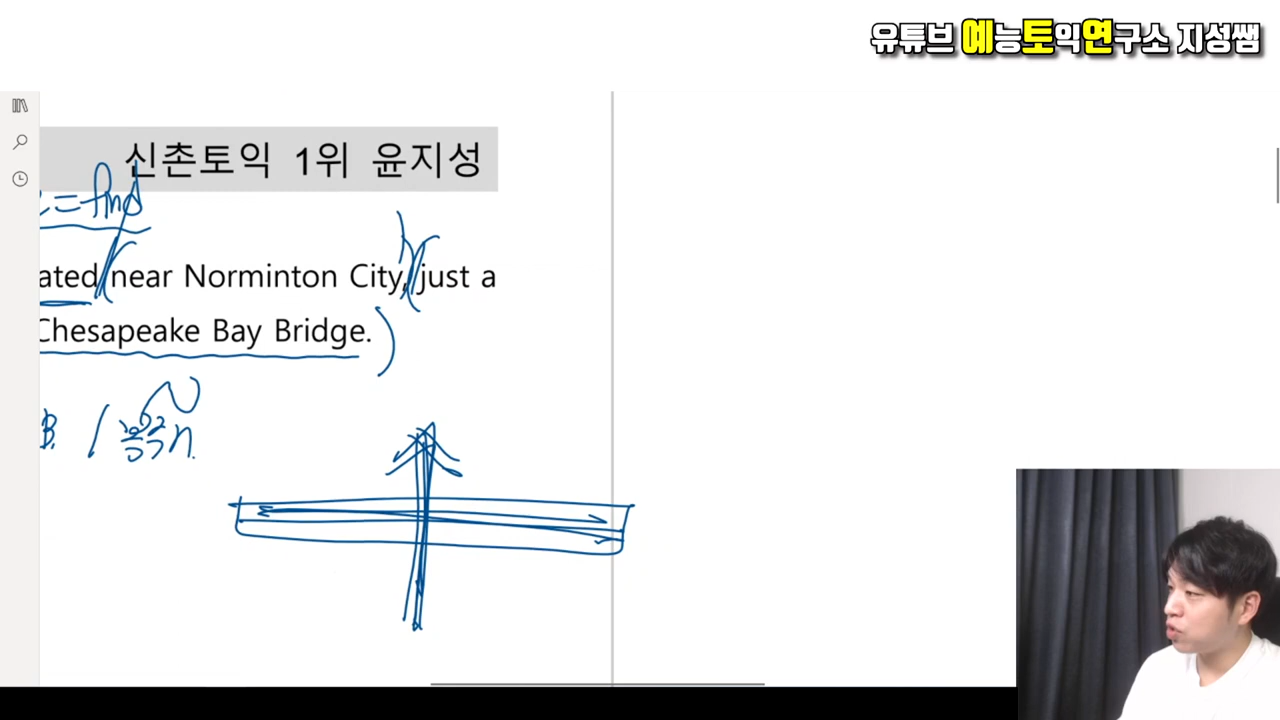 유튜브 예능토익연구소 지성쌤
신촌토익 1위 윤지성
=find
ated near Norminton City, just a
Chesapeake Bay Bridge.
B.